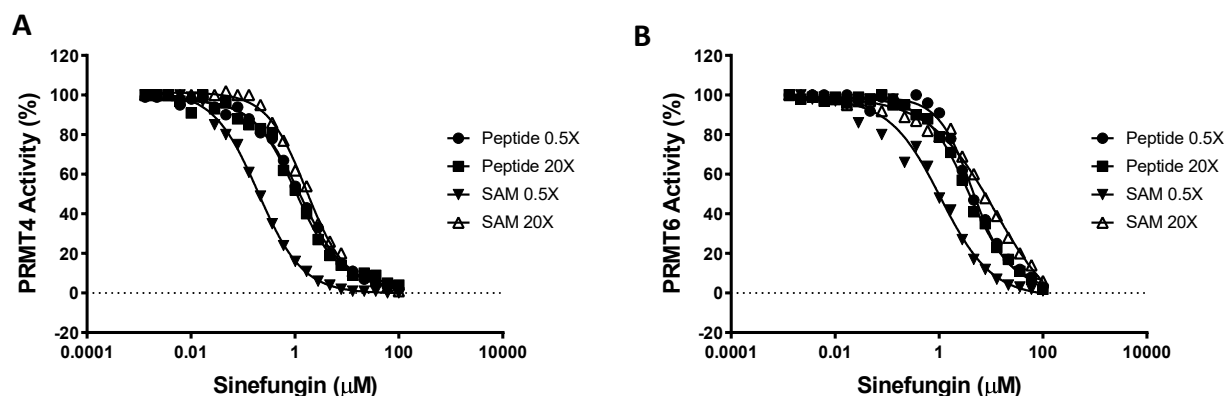 A
PRMT4 Activity (%)
120
100
80
60
40
20
0
-20
0.0001
0.01
1
100
10000
Sinefungin (μM)
Peptide 0.5X
Peptide 20X
SAM 0.5X
SAM 20X
B
PRMT6 Activity (%)
120
100
80
60
40
20
0
-20
0.0001
0.01
1
100
10000
Sinefungin (μM)
Peptide 0.5X
Peptide 20X
SAM 0.5X
SAM 20X